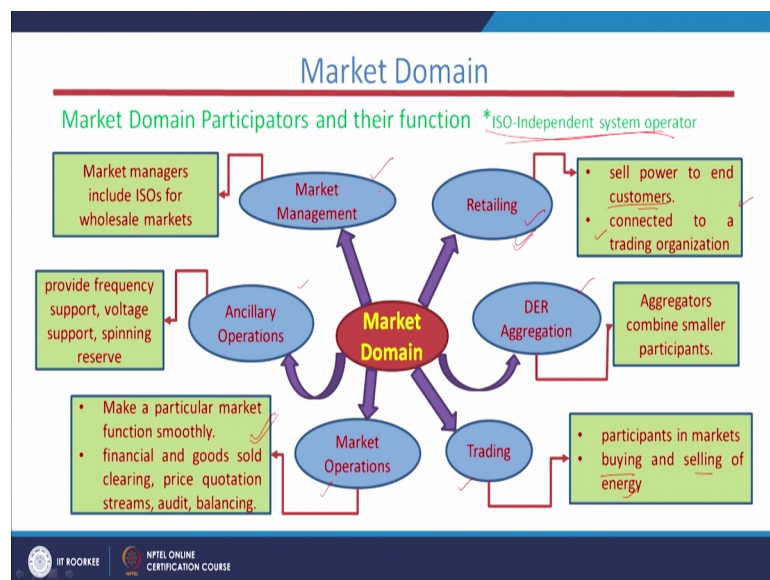 Market Domain
Market Domain Participators and their function *ISO-Independent system operator
Market managers
include ISOs for
wholesale markets
Market
Management
Retailing
• sell power to end
customers.
• connected to a
trading organization
provide frequency
support, voltage
support, spinning
reserve
Ancillary
Operations
Market
Domain
DER
Aggregation
Aggregators
combine smaller
participants.
• Make a particular market
function smoothly.
• financial and goods sold
clearing, price quotation
streams, audit, balancing.
Market
Operations
Trading
• participants in markets
• buying and selling of
energy
IIT ROORKEE
NPTEL ONLINE
CERTIFICATION COURSE